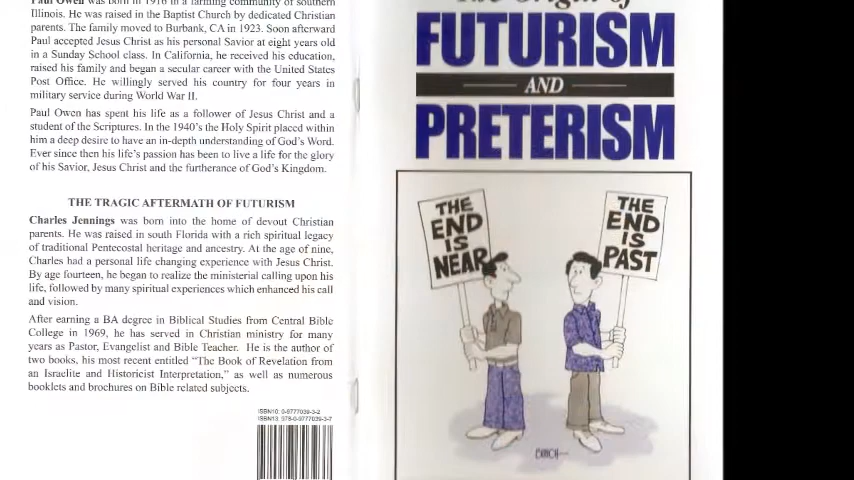 Paul Owen was born in 1916 in a farming community of southern
Illinois. He was raised in the Baptist Church by dedicated Christian
parents. The family moved to Burbank, CA in 1923. Soon afterward
Paul accepted Jesus Christ as his personal Savior at eight years old
in a Sunday School class. In California, he received his education,
raised his family and began a secular career with the United States
Post Office. He willingly served his country for four years in
military service during World War II.
Paul Owen has spent his life as a follower of Jesus Christ and a
student of the Scriptures. In the 1940's the Holy Spirit placed within
him a deep desire to have an in-depth understanding of God's Word.
Ever since then his life's passion has been to live a life for the glory
of his Savior, Jesus Christ and the furtherance of God's Kingdom.
THE TRAGIC AFTERMATH OF FUTURISM
Charles Jennings was born into the home of devout Christian
parents. He was raised in south Florida with a rich spiritual legacy
of traditional Pentecostal heritage and ancestry. At the age of nine,
Charles had a personal life changing experience with Jesus Christ.
By age fourteen, he began to realize the ministerial calling upon his
life, followed by many spiritual experiences which enhanced his call
and vision.
After earning a BA degree in Biblical Studies from Central Bible
College in 1969, he has served in Christian ministry for many
years as Pastor, Evangelist and Bible Teacher. He is the author of
two books, his most recent entitled "The Book of Revelation from
an Israelite and Historicist Interpretation," as well as numerous
booklets and brochures on Bible related subjects.
ISBN10: 0-9777039-3-2
ISBN13: 978-0-9777039-3-7
The Origin of
FUTURISM
AND
PRETERISM
THE
END
IS
NEAR
THE
END
IS
PAST